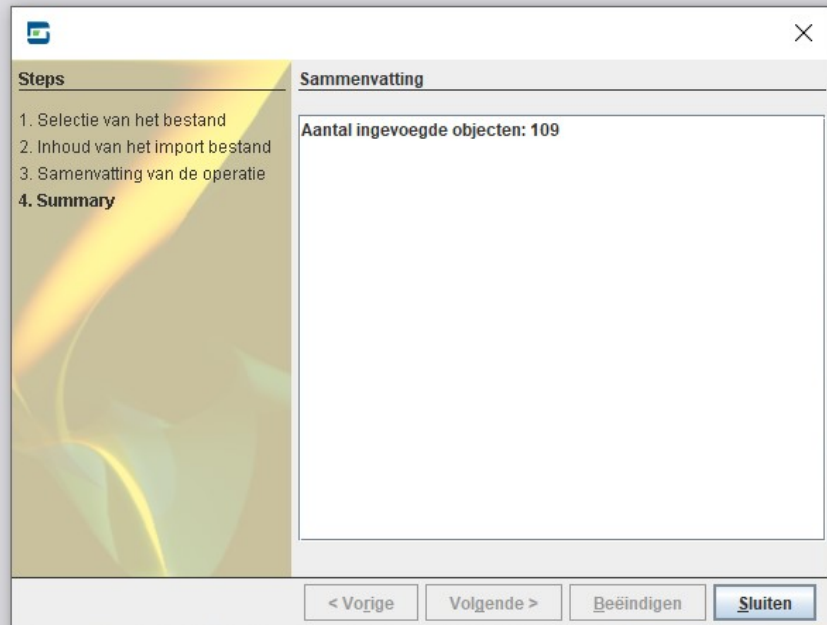 Steps
1. Selectie van het bestand
2. Inhoud van het import bestand
3. Samenvatting van de operatie
4. Summary
Sammenvatting
Aantal ingevoegde objecten: 109
< Vorige
Volgende >
Beëindigen
Sluiten